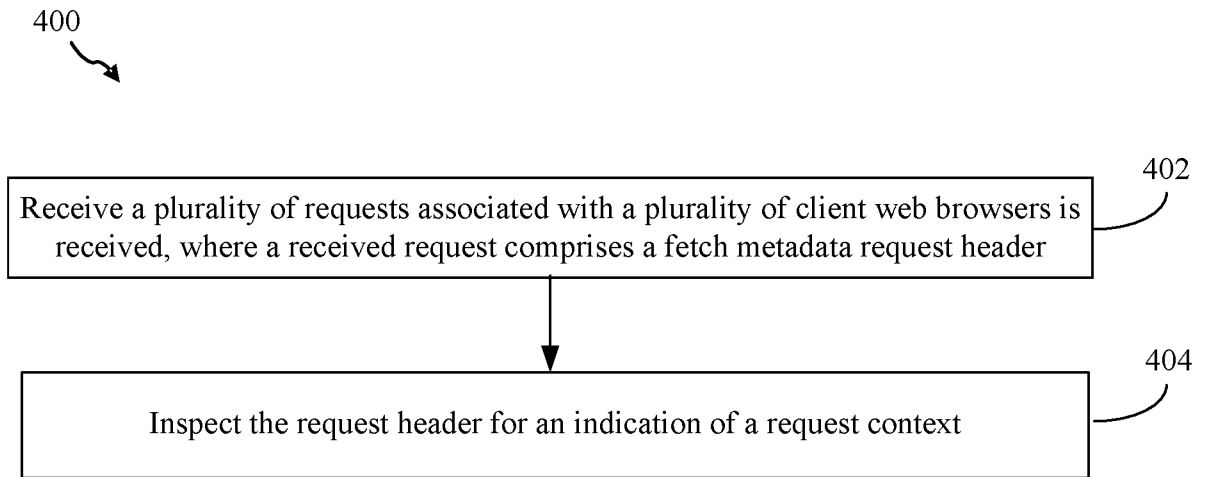 400
402
Receive a plurality of requests associated with a plurality of client web browsers is
received, where a received request comprises a fetch metadata request header
404
Inspect the request header for an indication of a request context